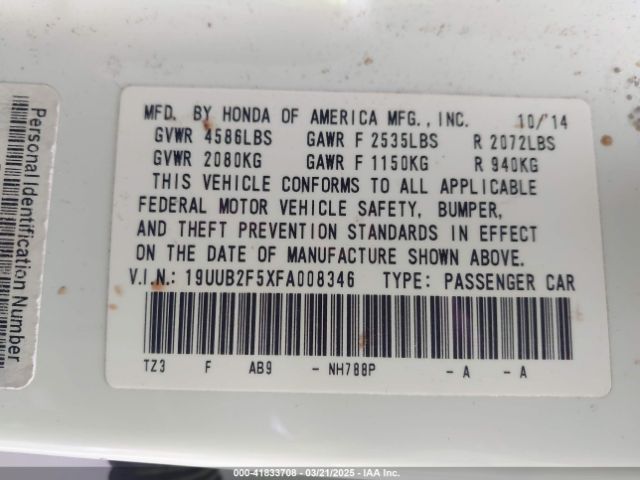 MFD. BY HONDA OF AMERICA MFG., INC. 10/'14
GVWR 4586LBS GAWR F 2535LBS R 2072LBS
GVWR 2080KG GAWR F 1150KG R 940KG
THIS VEHICLE CONFORMS TO ALL APPLICABLE
FEDERAL MOTOR VEHICLE SAFETY, BUMPER,
AND THEFT PREVENTION STANDARDS IN EFFECT
ON THE DATE OF MANUFACTURE SHOWN ABOVE.
V.I.N.: 19UUB2F5XFA008346 TYPE: PASSENGER CAR
TZ3 F AB9 - NH788P - A - A
Personal Identification Number
41833708 - 03/21/2025 - IAAI.COM